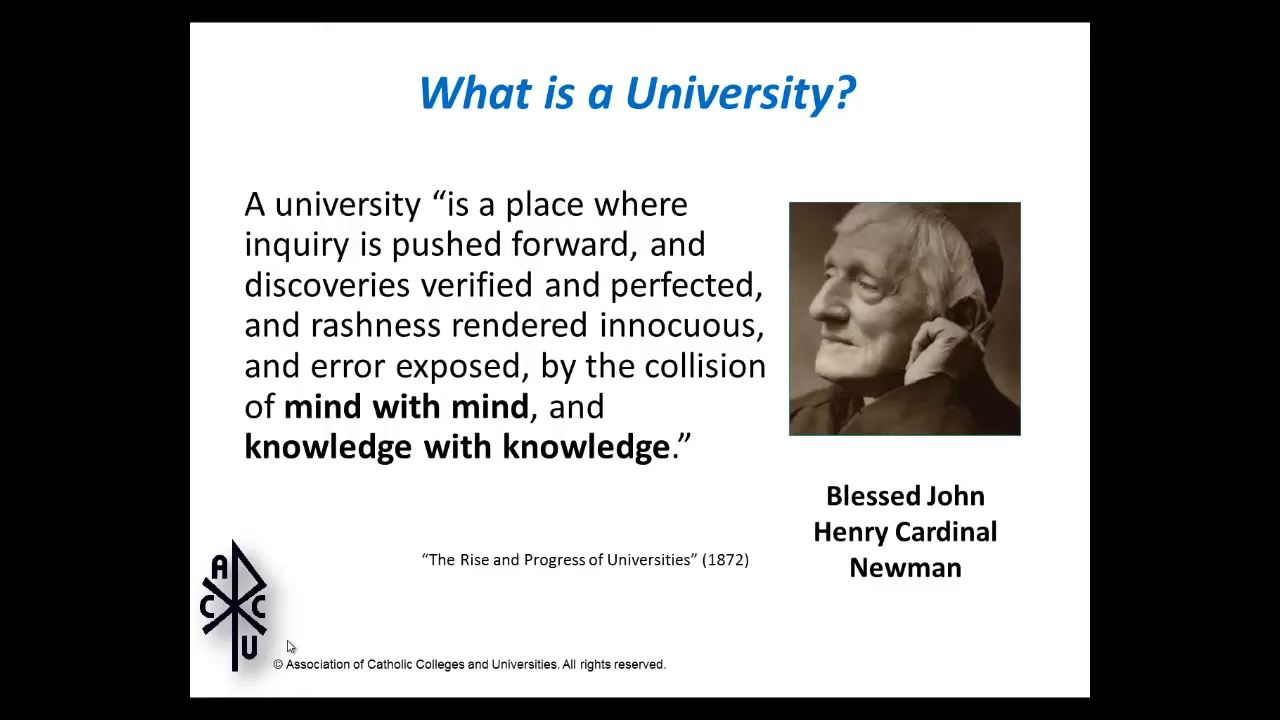 What is a University?
A university “is a place where
inquiry is pushed forward, and
discoveries verified and perfected,
and rashness rendered innocuous,
and error exposed, by the collision
of mind with mind, and
knowledge with knowledge.”
Blessed John
Henry Cardinal
Newman
“The Rise and Progress of Universities” (1872)
A
C C
U
© Association of Catholic Colleges and Universities. All rights reserved.